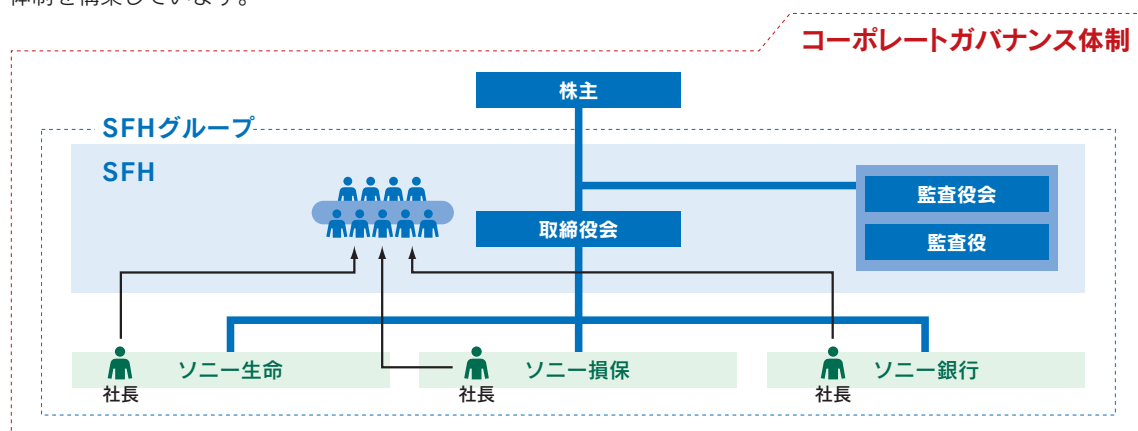 体制を構築しています。
コーポレートガバナンス体制
株主
SFHグループ
SFH
監査役会
取締役会
監査役
ソニー生命
ソニー損保
ソニー銀行
社長
社長
社長